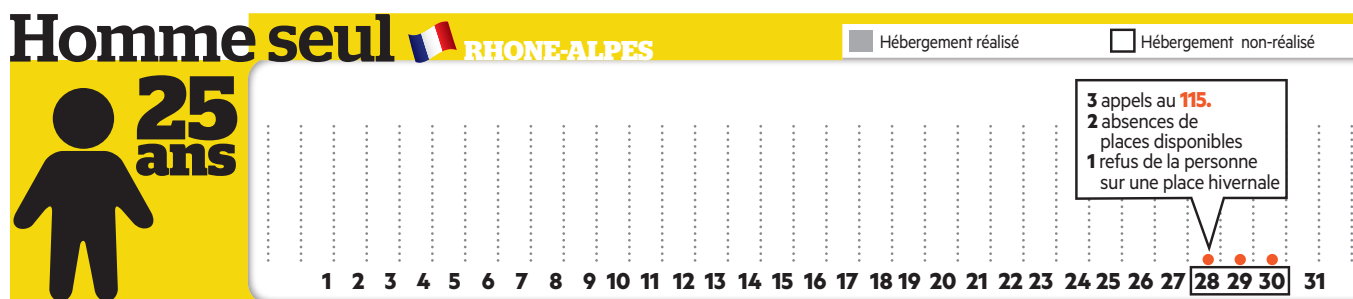 Homme seul RHONE-ALPES
Hébergement réalisé
Hébergement non-réalisé
25
ans
3 appels au 115.
2 absences de
places disponibles
1 refus de la personne
sur une place hivernale
1 2 3 4 5 6 7 8 9 10 11 12 13 14 15 16 17 18 19 20 21 22 23 24 25 26 27 28 29 30 31